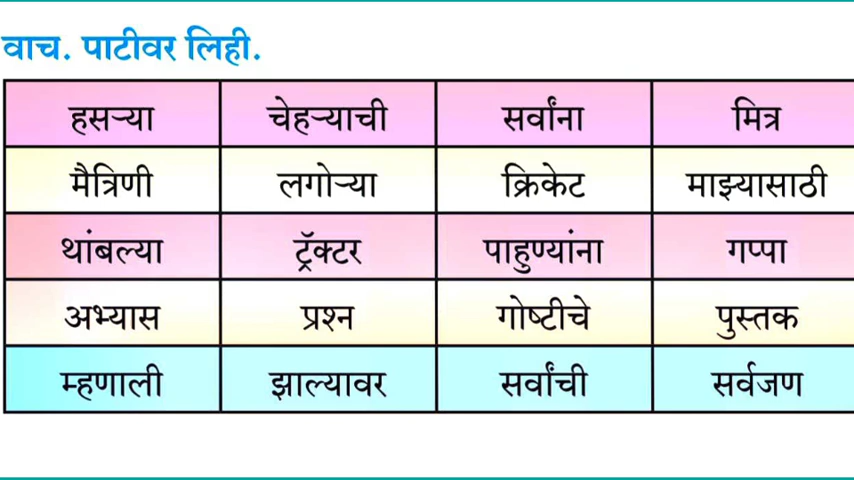 वाच. पाटीवर लिही.
हसऱ्या चेहऱ्याची सर्वांना मित्र
मैत्रिणी लगोऱ्या क्रिकेट माझ्यासाठी
थांबल्या ट्रॅक्टर पाहुण्यांना गप्पा
अभ्यास प्रश्न गोष्टीचे पुस्तक
म्हणाली झाल्यावर सर्वांची सर्वजण